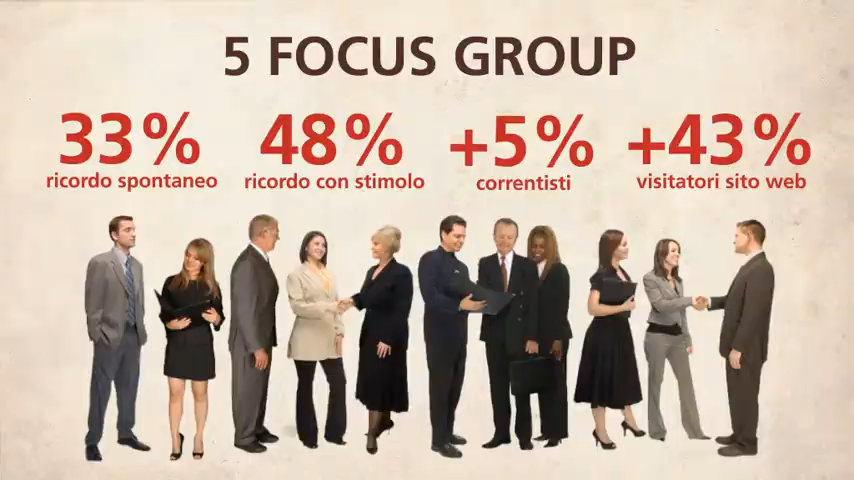 5 FOCUS GROUP
33% 48% +5% +43%
ricordo spontaneo ricordo con stimolo correntisti visitatori sito web